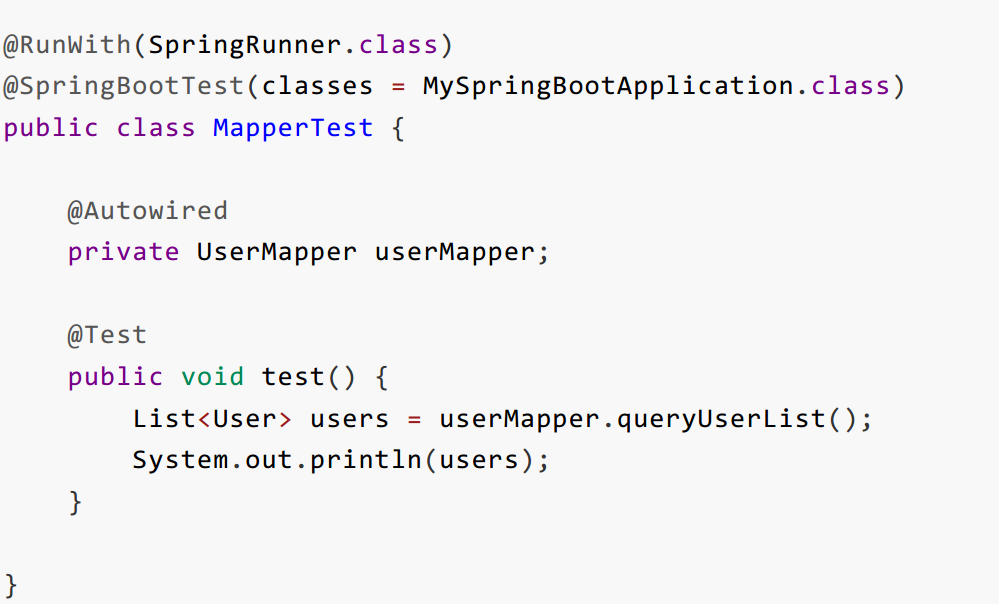 @RunWith(SpringRunner.class)
@SpringBootTest(classes = MySpringBootApplication.class)
public class MapperTest {
@Autowired
private UserMapper userMapper;
@Test
public void test() {
List<User> users = userMapper.queryUserList();
System.out.println(users);
}
}